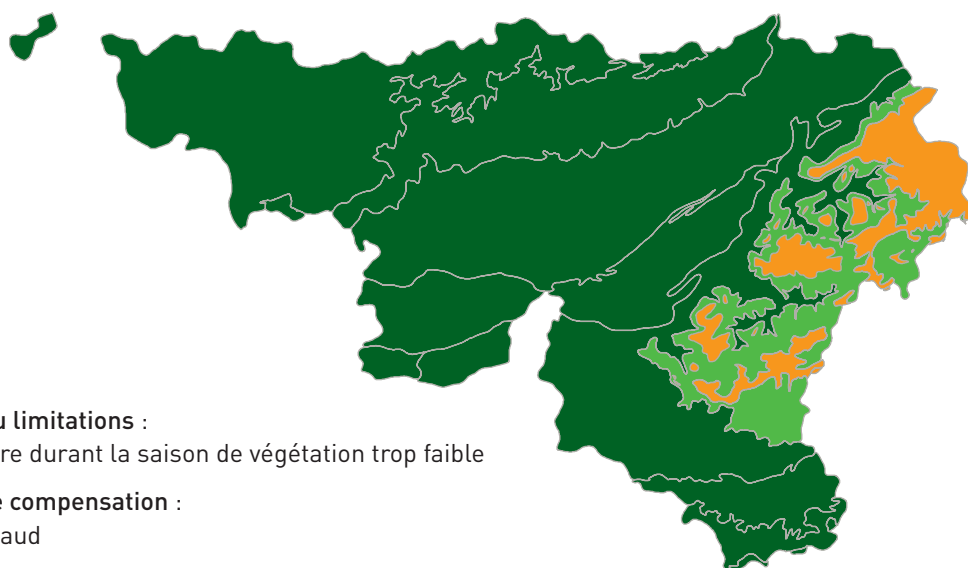 u limitations :
re durant la saison de végétation trop faible
e compensation :
aud